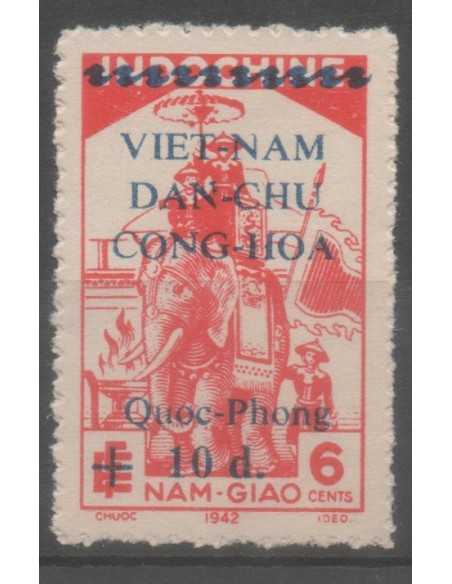 INDOCHINE
VIET-NAM
DAN-CHU
CONG-HOA
Quoc-Phong
+ 10 d. 6
NAM-GIAO CENTS
CHUOC 1942 IDEO.